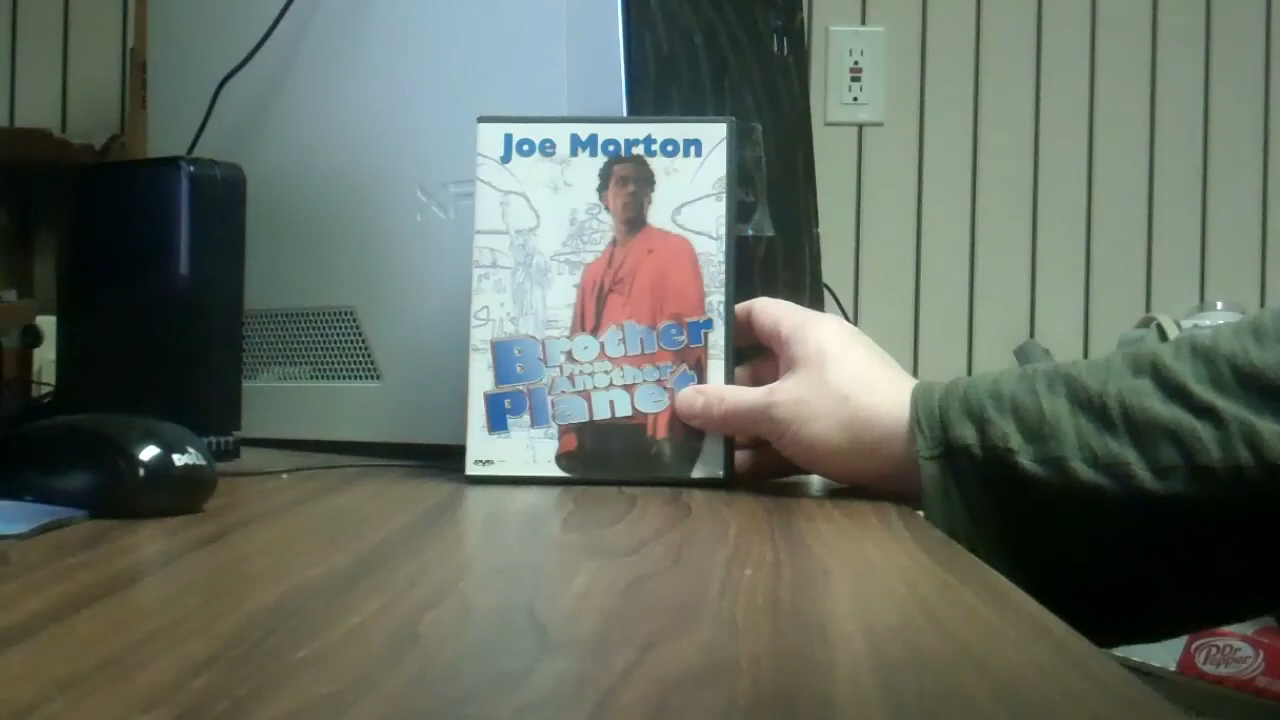 Joe Morton
Brother
From
Another
Planet
DVD
DELL
Dr
Pepper